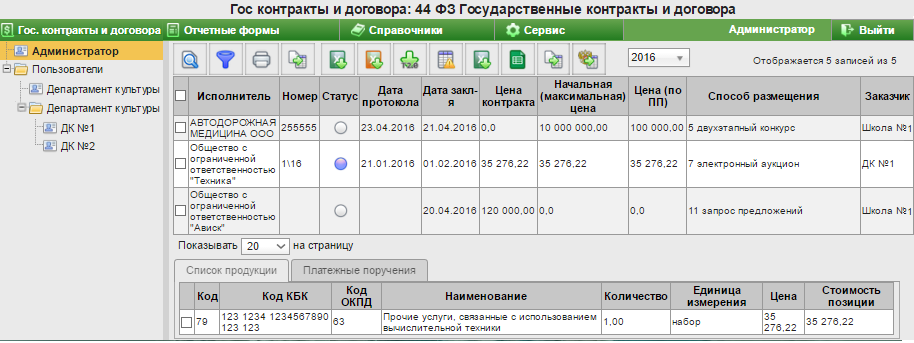 Гос контракты и договора: 44 ФЗ Государственные контракты и договора
Гос. контракты и договора Отчетные формы Справочники Сервис Администратор Выйти
Администратор
Пользователи
Департамент культуры
Департамент культуры
ДК №1
ДК №2
2016 Отображается 5 записей из 5
Исполнитель Номер Статус Дата протокола Дата закл-я Цена контракта Начальная (максимальная) цена Цена (по ПП) Способ размещения Заказчик
АВТОДОРОЖНАЯ МЕДИЦИНА ООО 255555 23.04.2016 21.04.2016 0,0 10 000 000,00 100 000,00 5 двухэтапный конкурс Школа №1
Общество с ограниченной ответственностью "Техника" 1\16 21.01.2016 01.02.2016 35 276,22 35 276,22 35 276,22 7 электронный аукцион ДК №1
Общество с ограниченной ответственностью "Ависк" 20.04.2016 120 000,00 0,0 0,0 11 запрос предложений Школа №1
Показывать 20 на страницу
Список продукции Платежные поручения
Код Код КБК Код ОКПД Наименование Количество Единица измерения Цена Стоимость позиции
79 123 1234 1234567890 123 123 63 Прочие услуги, связанные с использованием вычислительной техники 1,00 набор 35 276,22 35 276,22